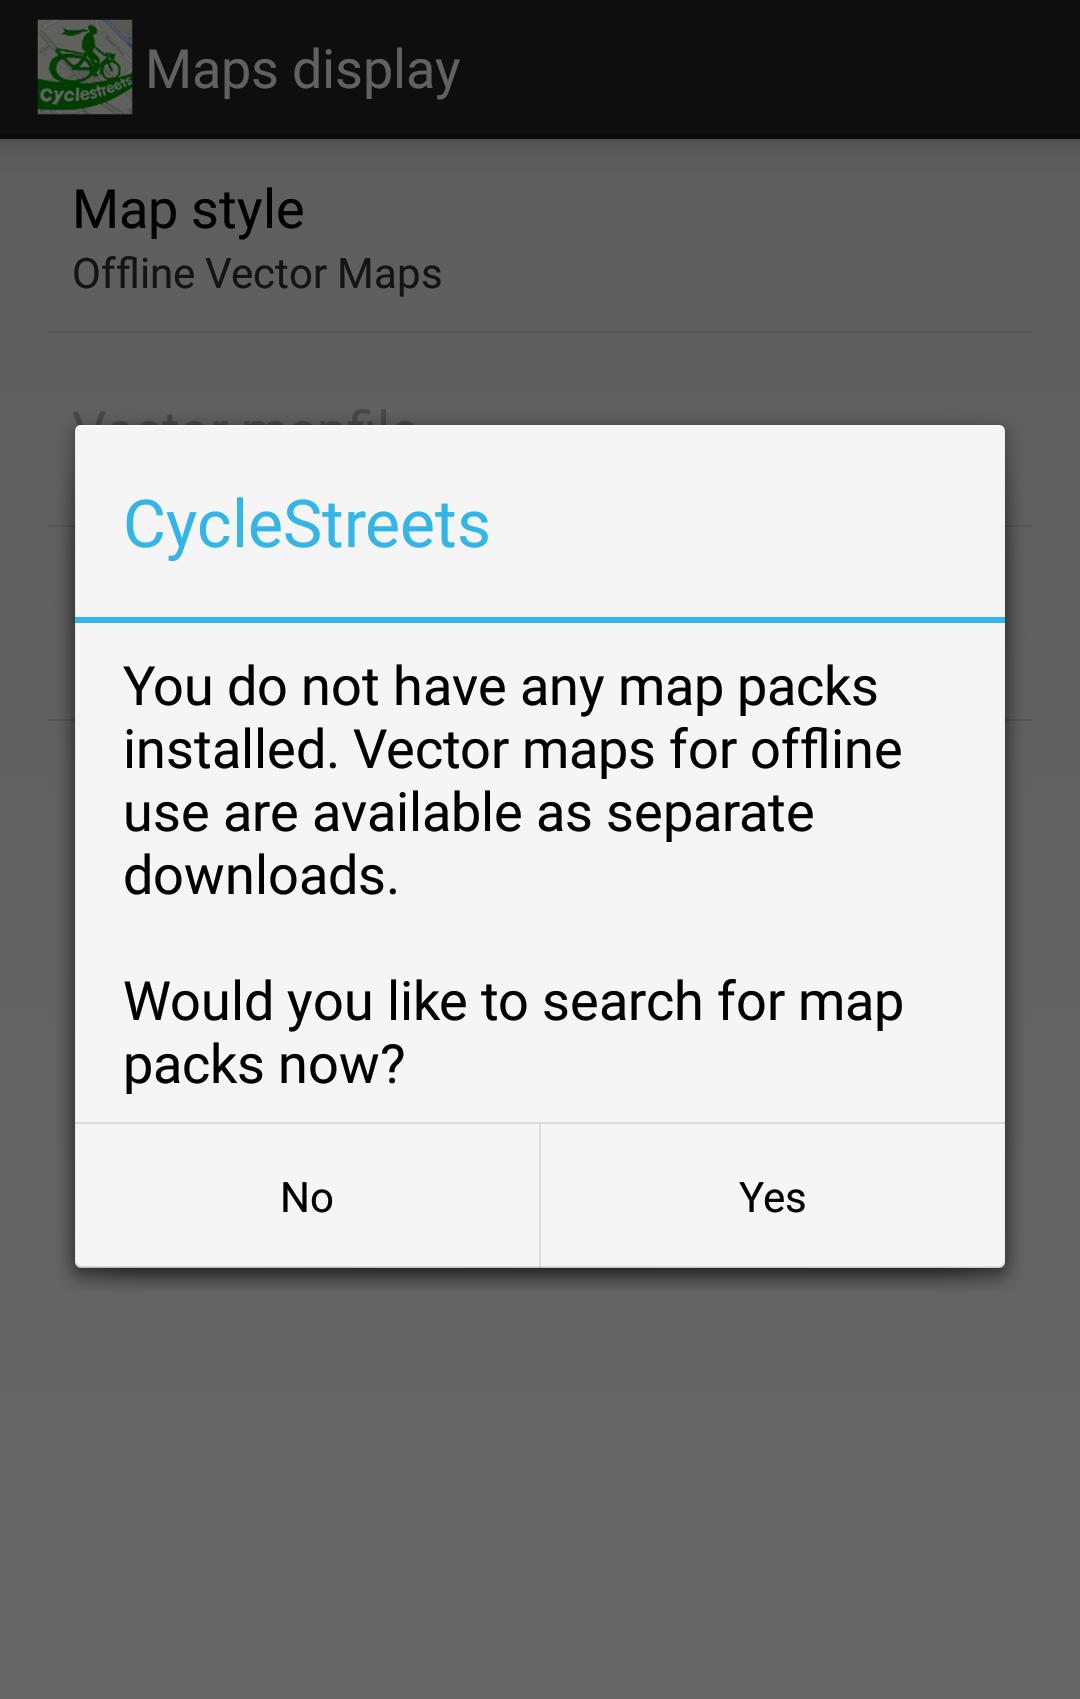 Cyclestreets
Maps display
Map style
Offline Vector Maps
CycleStreets
You do not have any map packs
installed. Vector maps for offline
use are available as separate
downloads.
Would you like to search for map
packs now?
No
Yes